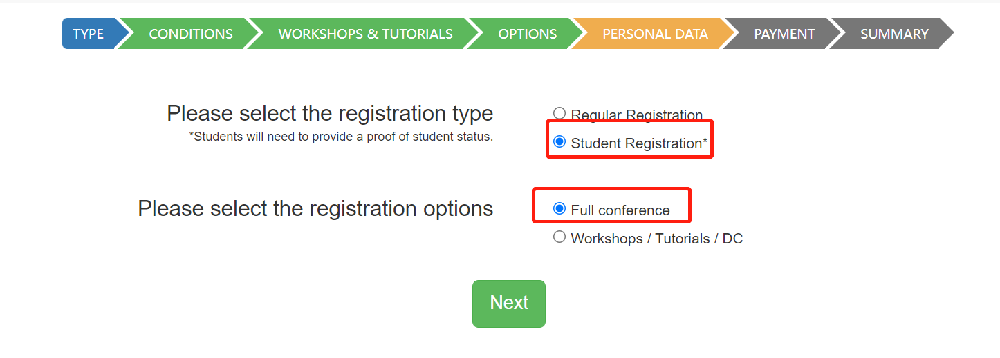 TYPE CONDITIONS WORKSHOPS & TUTORIALS OPTIONS PERSONAL DATA PAYMENT SUMMARY
Please select the registration type
*Students will need to provide a proof of student status.
Regular Registration
Student Registration*
Please select the registration options
Full conference
Workshops / Tutorials / DC
Next